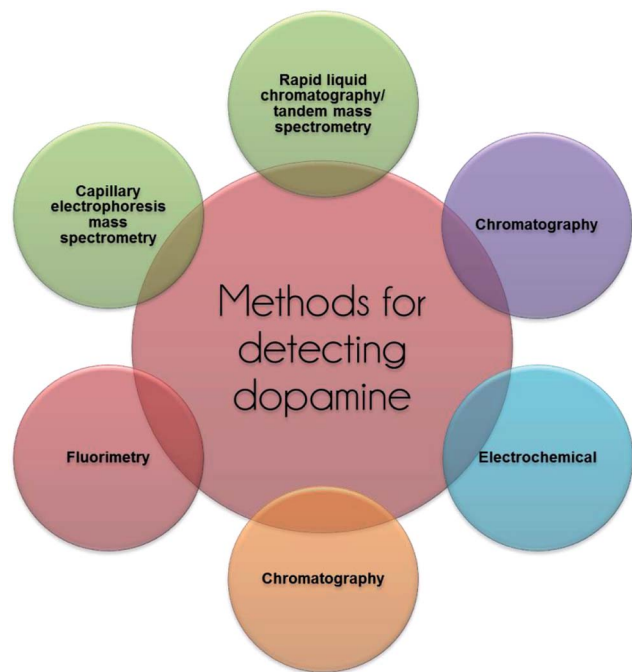 Rapid liquid
chromatography/
tandem mass
spectrometry
Capillary
electrophoresis
mass
spectrometry
Chromatography
Methods for
detecting
dopamine
Fluorimetry
Electrochemical
Chromatography